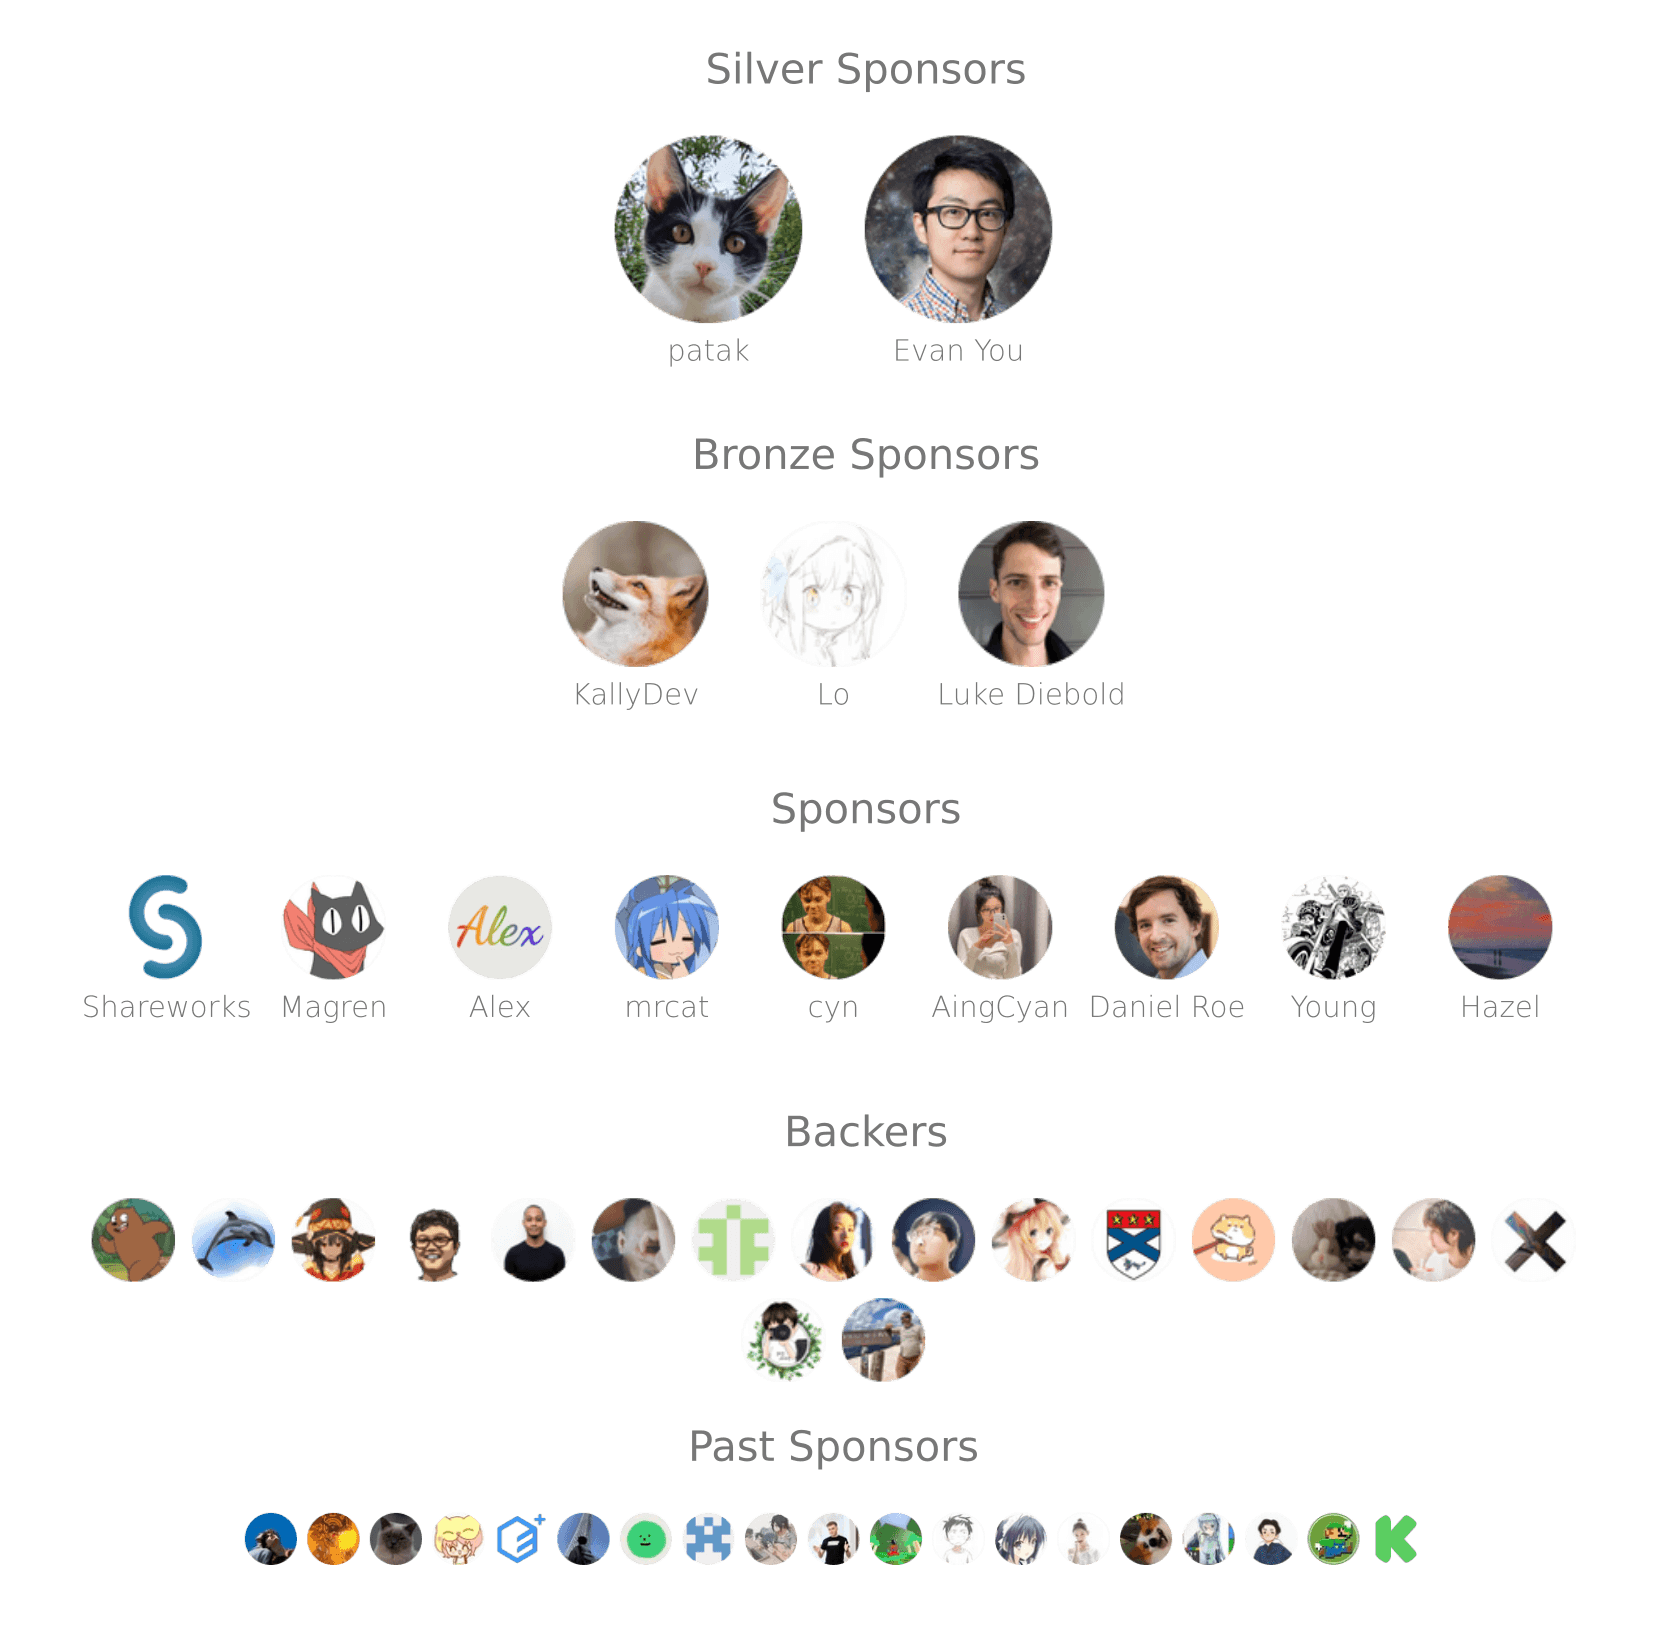 Silver Sponsors
patak Evan You
Bronze Sponsors
KallyDev Lo Luke Diebold
Sponsors
Alex
Shareworks Magren Alex mrcat cyn AingCyan Daniel Roe Young Hazel
Backers
Past Sponsors